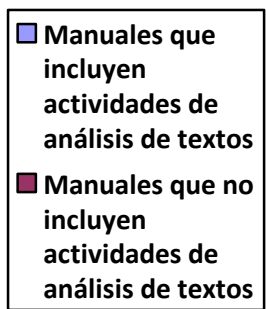 Manuales que
incluyen
actividades de
análisis de textos
Manuales que no
incluyen
actividades de
análisis de textos